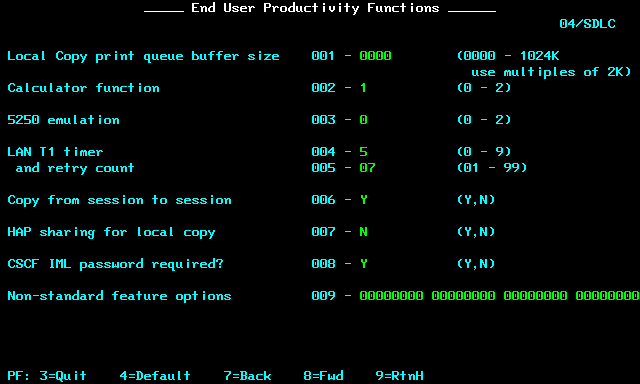 _____ End User Productivity Functions ______
04/SDLC
Local Copy print queue buffer size 001 - 0000 (0000 - 1024K
use multiples of 2K)
Calculator function 002 - 1 (0 - 2)
5250 emulation 003 - 0 (0 - 2)
LAN T1 timer 004 - 5 (0 - 9)
and retry count 005 - 07 (01 - 99)
Copy from session to session 006 - Y (Y,N)
HAP sharing for local copy 007 - N (Y,N)
CSCF IML password required? 008 - Y (Y,N)
Non-standard feature options 009 - 00000000 00000000 00000000 00000000
PF: 3=Quit 4=Default 7=Back 8=Fwd 9=RtnH